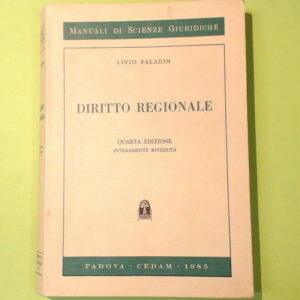 MANUALI DI SCIENZE GIURIDICHE
LIVIO PALADIN
DIRITTO REGIONALE
QUARTA EDIZIONE
INTERAMENTE RIVEDUTA
PADOVA - CEDAM - 1985